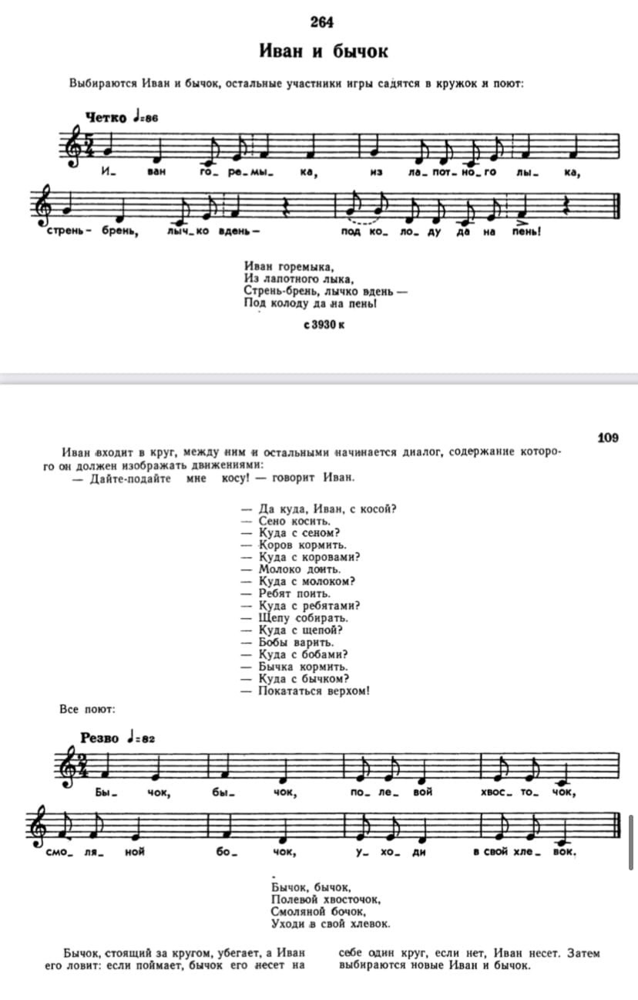 264
Иван и бычок
Выбираются Иван и бычок, остальные участники игры садятся в кружок и поют:
Четко ♩=86
5/4
И_ ван го_ ре_мы_ ка, из ла_ пот_ но_ го лы_ ка,
стрень- брень, лыч_ко вдень— под ко_ ло_ ду да на пень!
Иван горемыка,
Из лапотного лыка,
Стрень-брень, лычко вдень —
Под колоду да на пень!
с 3930 к
109
Иван входит в круг, между ним и остальными начинается диалог, содержание которо-
го он должен изображать движениями:
— Дайте-подайте мне косу! — говорит Иван.
— Да куда, Иван, с косой?
— Сено косить.
— Куда с сеном?
— Коров кормить.
— Куда с коровами?
— Молоко доить.
— Куда с молоком?
— Ребят поить.
— Куда с ребятами?
— Щепу собирать.
— Куда с щепой?
— Бобы варить.
— Куда с бобами?
— Бычка кормить.
— Куда с бычком?
— Покататься верхом!
Все поют:
Резво ♩=82
2/4
Бы_ чок, бы_ чок, по_ ле_ вой хвос_ то_ чок,
смо_ ля_ ной бо_ чок, у_ хо_ ди в свой хле_ вок.
Бычок, бычок,
Полевой хвосточок,
Смоляной бочок,
Уходи в свой хлевок.
Бычок, стоящий за кругом, убегает, а Иван
его ловит: если поймает, бычок его несет на
себе один круг, если нет, Иван несет. Затем
выбираются новые Иван и бычок.